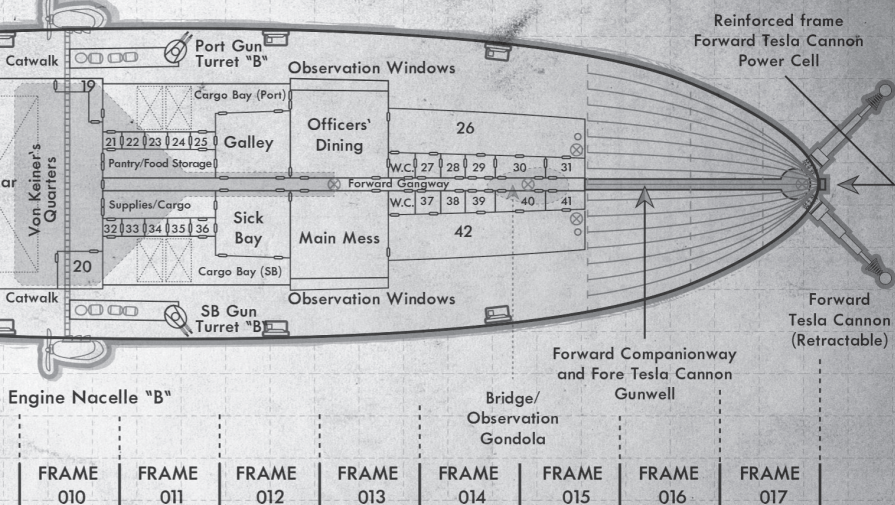 Reinforced frame
Forward Tesla Cannon
Power Cell
Port Gun
Turret "B"
Catwalk
Observation Windows
19
Cargo Bay (Port)
21 22 23 24 25
Galley
Officers'
Dining
26
Pantry/Food Storage
W.C. 27 28 29 30 31
Von Keiner's
Quarters
ar
Forward Gangway
Supplies/Cargo
W.C. 37 38 39 40 41
32 33 34 35 36
Sick
Bay
Main Mess
42
20
Cargo Bay (SB)
Catwalk
Observation Windows
SB Gun
Turret "B"
Forward
Tesla Cannon
(Retractable)
Forward Companionway
and Fore Tesla Cannon
Gunwell
Engine Nacelle "B"
Bridge/
Observation
Gondola
FRAME FRAME FRAME FRAME FRAME FRAME FRAME FRAME
010 011 012 013 014 015 016 017